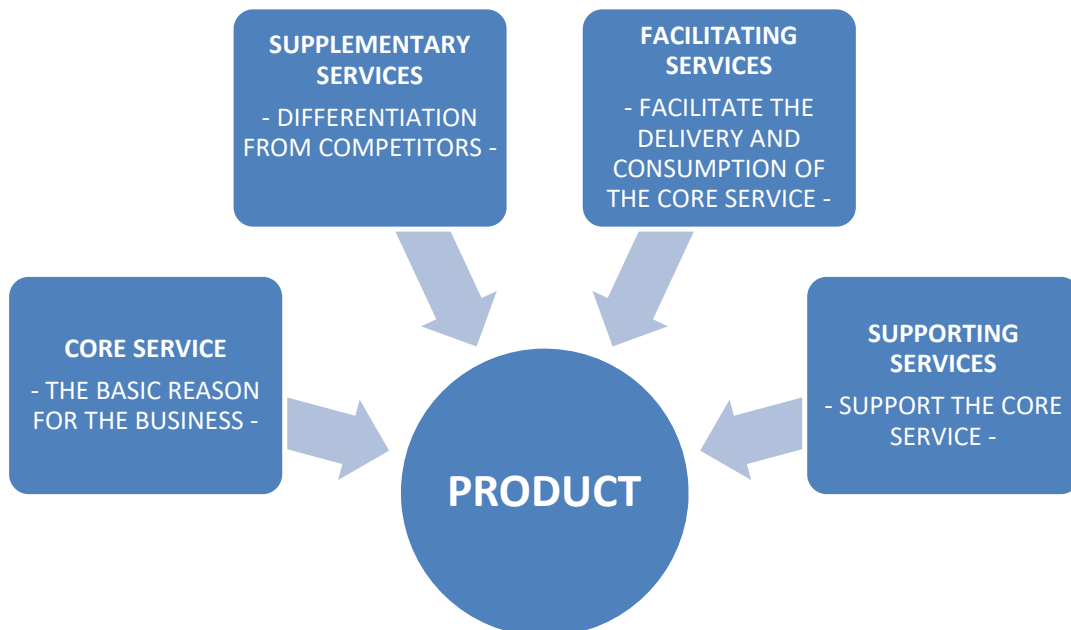 SUPPLEMENTARY
SERVICES
- DIFFERENTIATION
FROM COMPETITORS -
FACILITATING
SERVICES
- FACILITATE THE
DELIVERY AND
CONSUMPTION OF
THE CORE SERVICE -
CORE SERVICE
- THE BASIC REASON
FOR THE BUSINESS -
SUPPORTING
SERVICES
- SUPPORT THE CORE
SERVICE -
PRODUCT